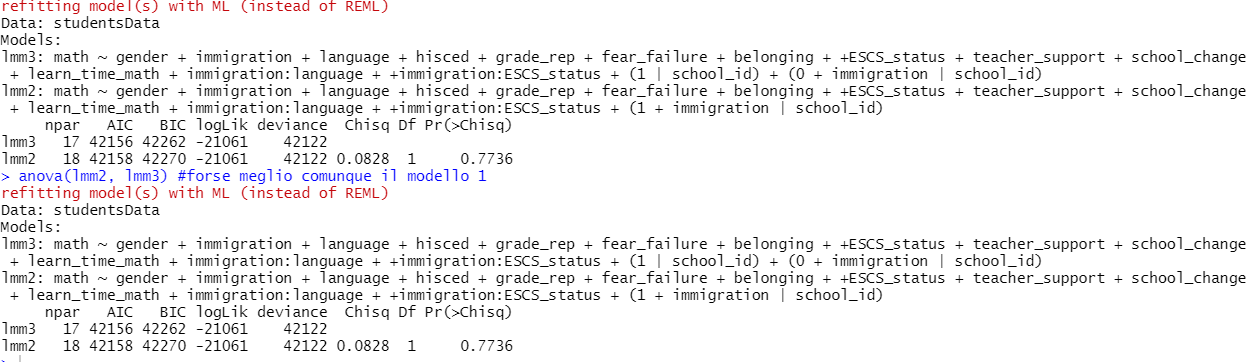 refitting model(s) with ML (instead of REML)
Data: studentsData
Models:
lmm3: math ~ gender + immigration + language + hisced + grade_rep + fear_failure + belonging + +ESCS_status + teacher_support + school_change
 + learn_time_math + immigration:language + +immigration:ESCS_status + (1 | school_id) + (0 + immigration | school_id)
lmm2: math ~ gender + immigration + language + hisced + grade_rep + fear_failure + belonging + +ESCS_status + teacher_support + school_change
 + learn_time_math + immigration:language + +immigration:ESCS_status + (1 + immigration | school_id)
     npar   AIC   BIC logLik deviance  Chisq Df Pr(>Chisq)
lmm3   17 42156 42262 -21061    42122
lmm2   18 42158 42270 -21061    42122 0.0828  1     0.7736
> anova(lmm2, lmm3) #forse meglio comunque il modello 1
refitting model(s) with ML (instead of REML)
Data: studentsData
Models:
lmm3: math ~ gender + immigration + language + hisced + grade_rep + fear_failure + belonging + +ESCS_status + teacher_support + school_change
 + learn_time_math + immigration:language + +immigration:ESCS_status + (1 | school_id) + (0 + immigration | school_id)
lmm2: math ~ gender + immigration + language + hisced + grade_rep + fear_failure + belonging + +ESCS_status + teacher_support + school_change
 + learn_time_math + immigration:language + +immigration:ESCS_status + (1 + immigration | school_id)
     npar   AIC   BIC logLik deviance  Chisq Df Pr(>Chisq)
lmm3   17 42156 42262 -21061    42122
lmm2   18 42158 42270 -21061    42122 0.0828  1     0.7736
>